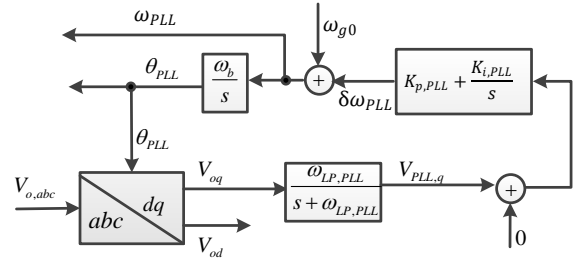 ω_PLL
ω_g0
θ_PLL
ω_b
s
+
δω_PLL
K_p,PLL + K_i,PLL
s
θ_PLL
V_o,abc
abc
dq
V_oq
V_od
ω_LP,PLL
s + ω_LP,PLL
V_PLL,q
+
0